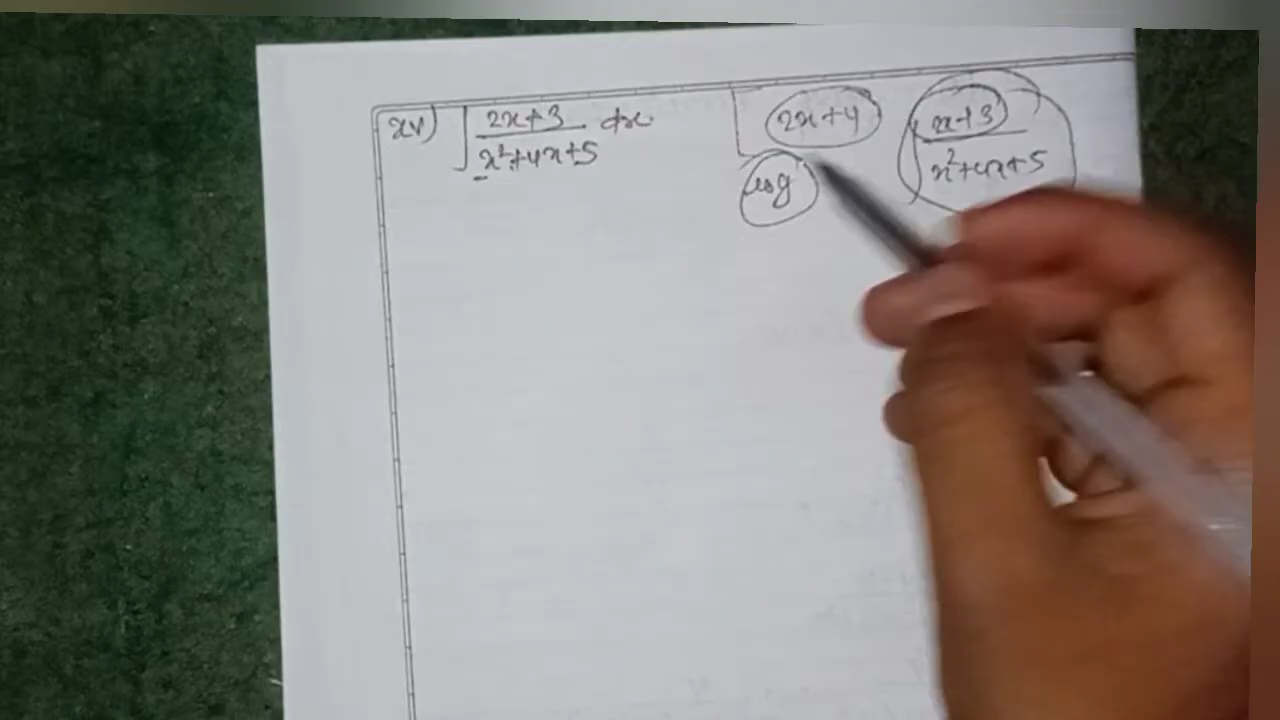 xv) ∫ 2x+3 / x²+4x+5 dx
2x+4
log
x+3 / x²+4x+5